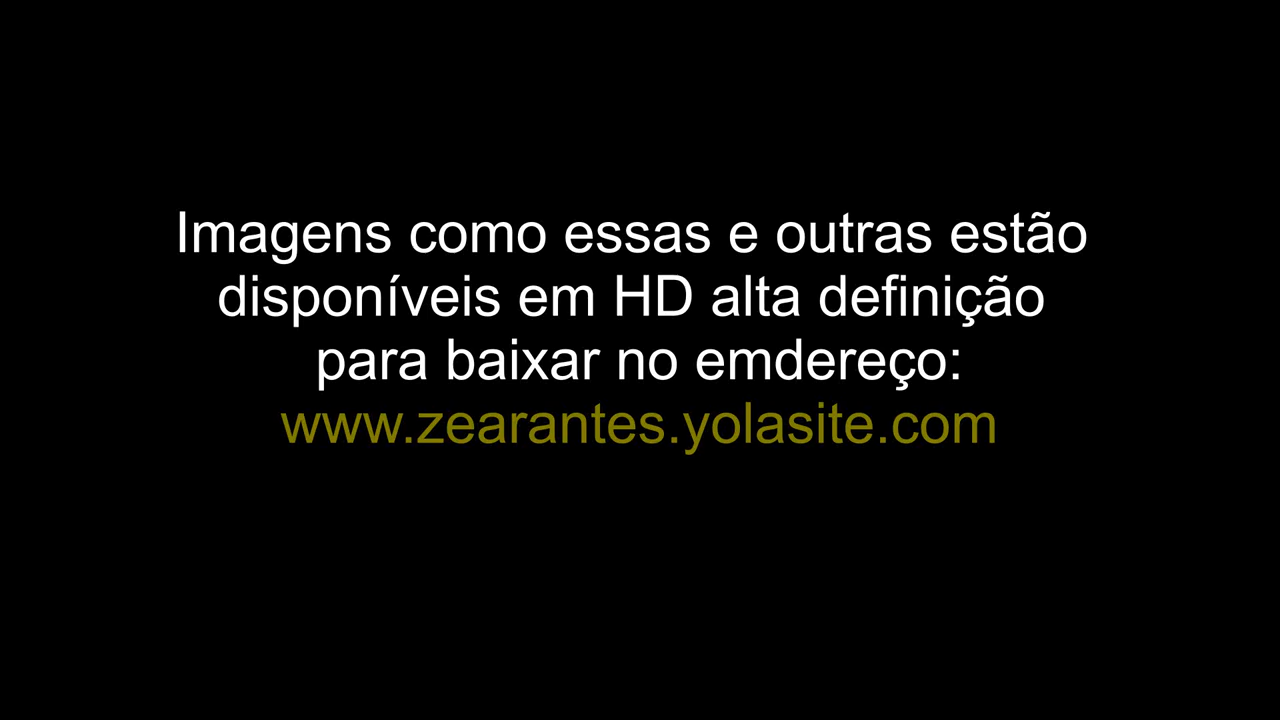 Imagens como essas e outras estão
disponíveis em HD alta definição
para baixar no emdereço:
www.zearantes.yolasite.com